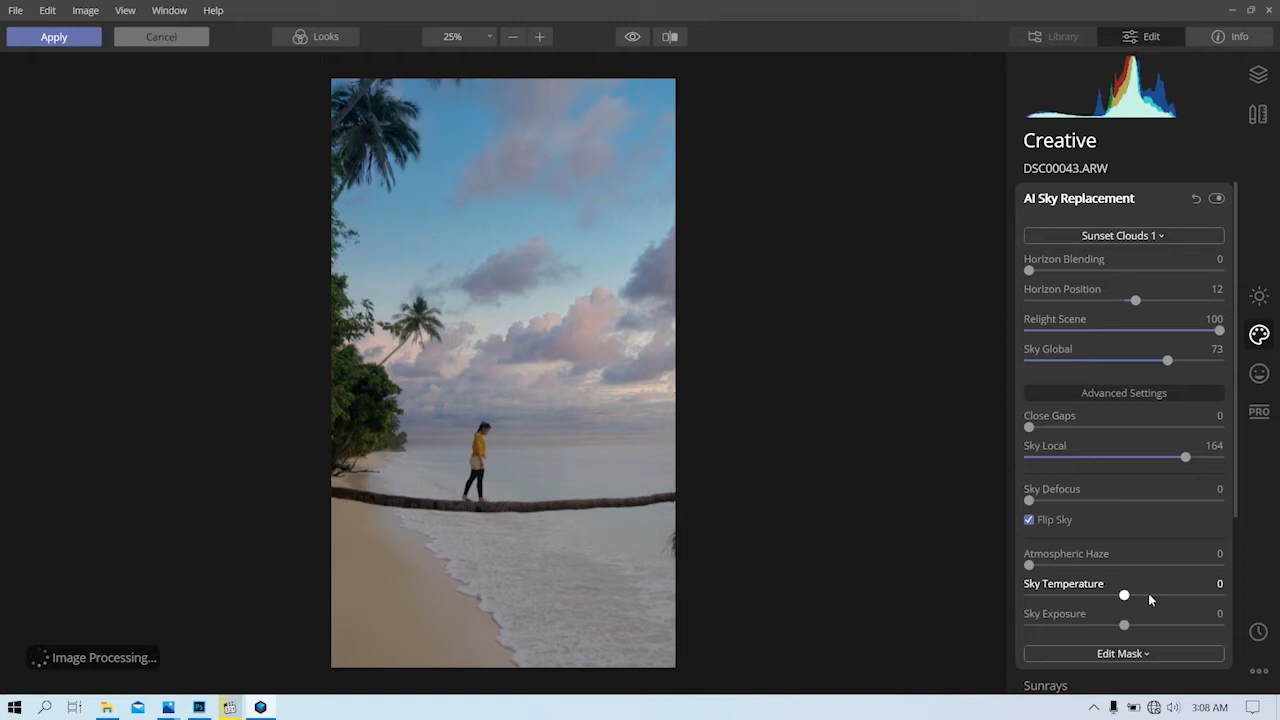 File Edit Image View Window Help
Apply Cancel Looks 25% Library Edit Info
Creative
DSC00043.ARW
AI Sky Replacement
Sunset Clouds 1
Horizon Blending 0
Horizon Position 12
Relight Scene 100
Sky Global 73
Advanced Settings
Close Gaps 0
Sky Local 164
Sky Defocus 0
Flip Sky
Atmospheric Haze 0
Sky Temperature 0
Sky Exposure 0
Edit Mask
Sunrays
PRO
Image Processing...
Ps
3:08 AM